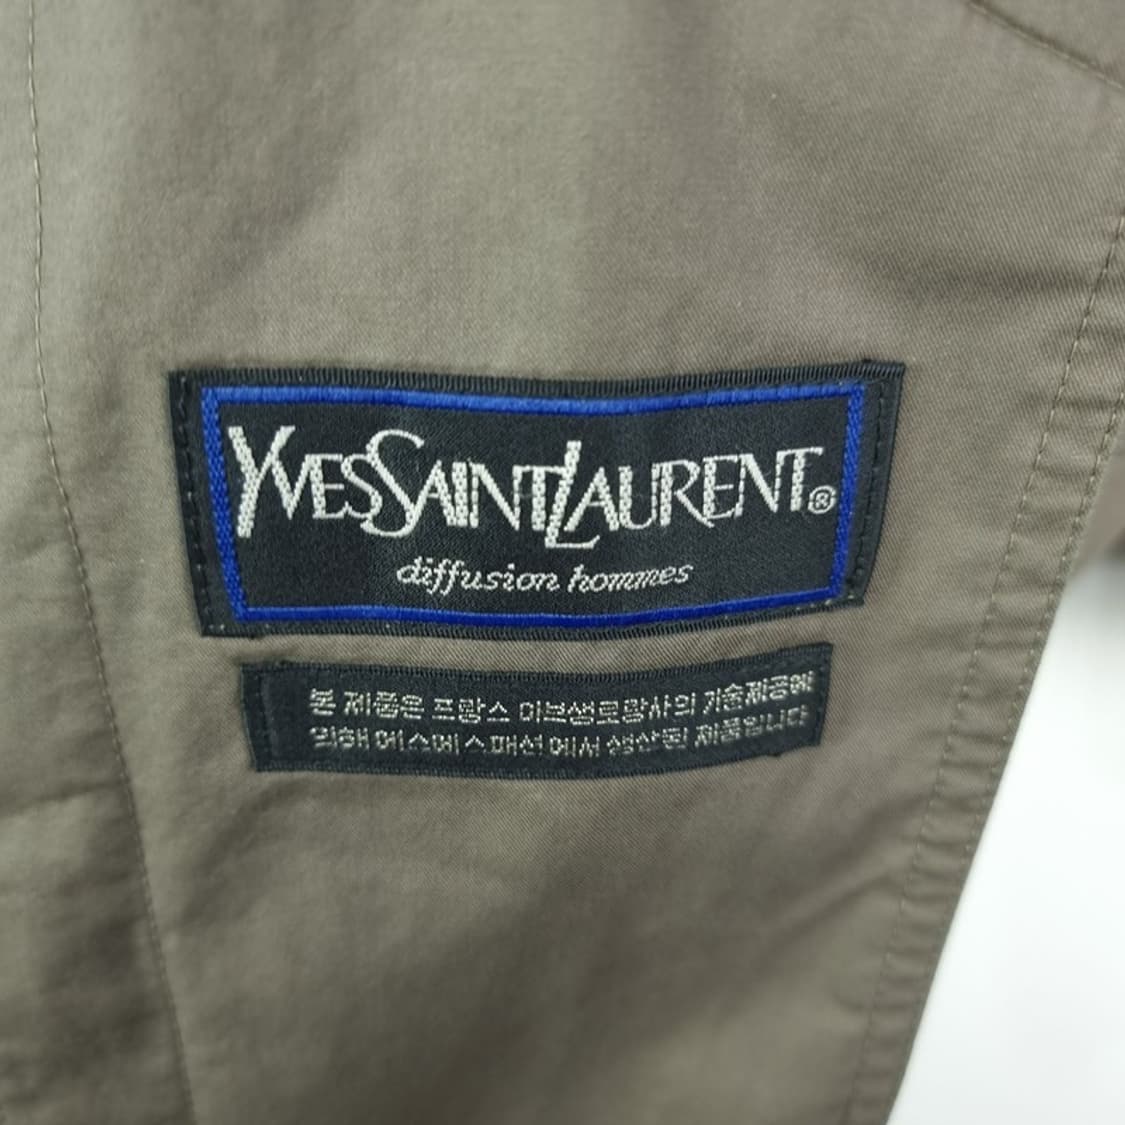 YVESSAINTLAURENT®
diffusion hommes
본 제품은 프랑스 이브생로랑사의 기술제공에
의해 에스에스패션에서 생산된 제품입니다